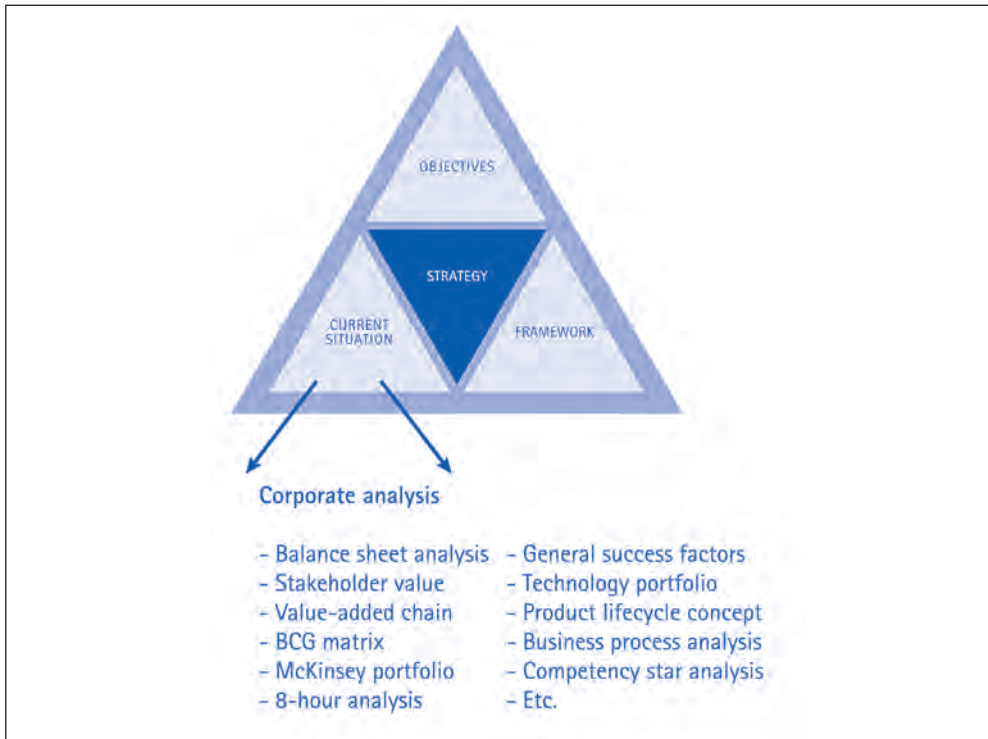 OBJECTIVES
STRATEGY
CURRENT
SITUATION
FRAMEWORK
Corporate analysis
– Balance sheet analysis
– Stakeholder value
– Value-added chain
– BCG matrix
– McKinsey portfolio
– 8-hour analysis
– General success factors
– Technology portfolio
– Product lifecycle concept
– Business process analysis
– Competency star analysis
– Etc.